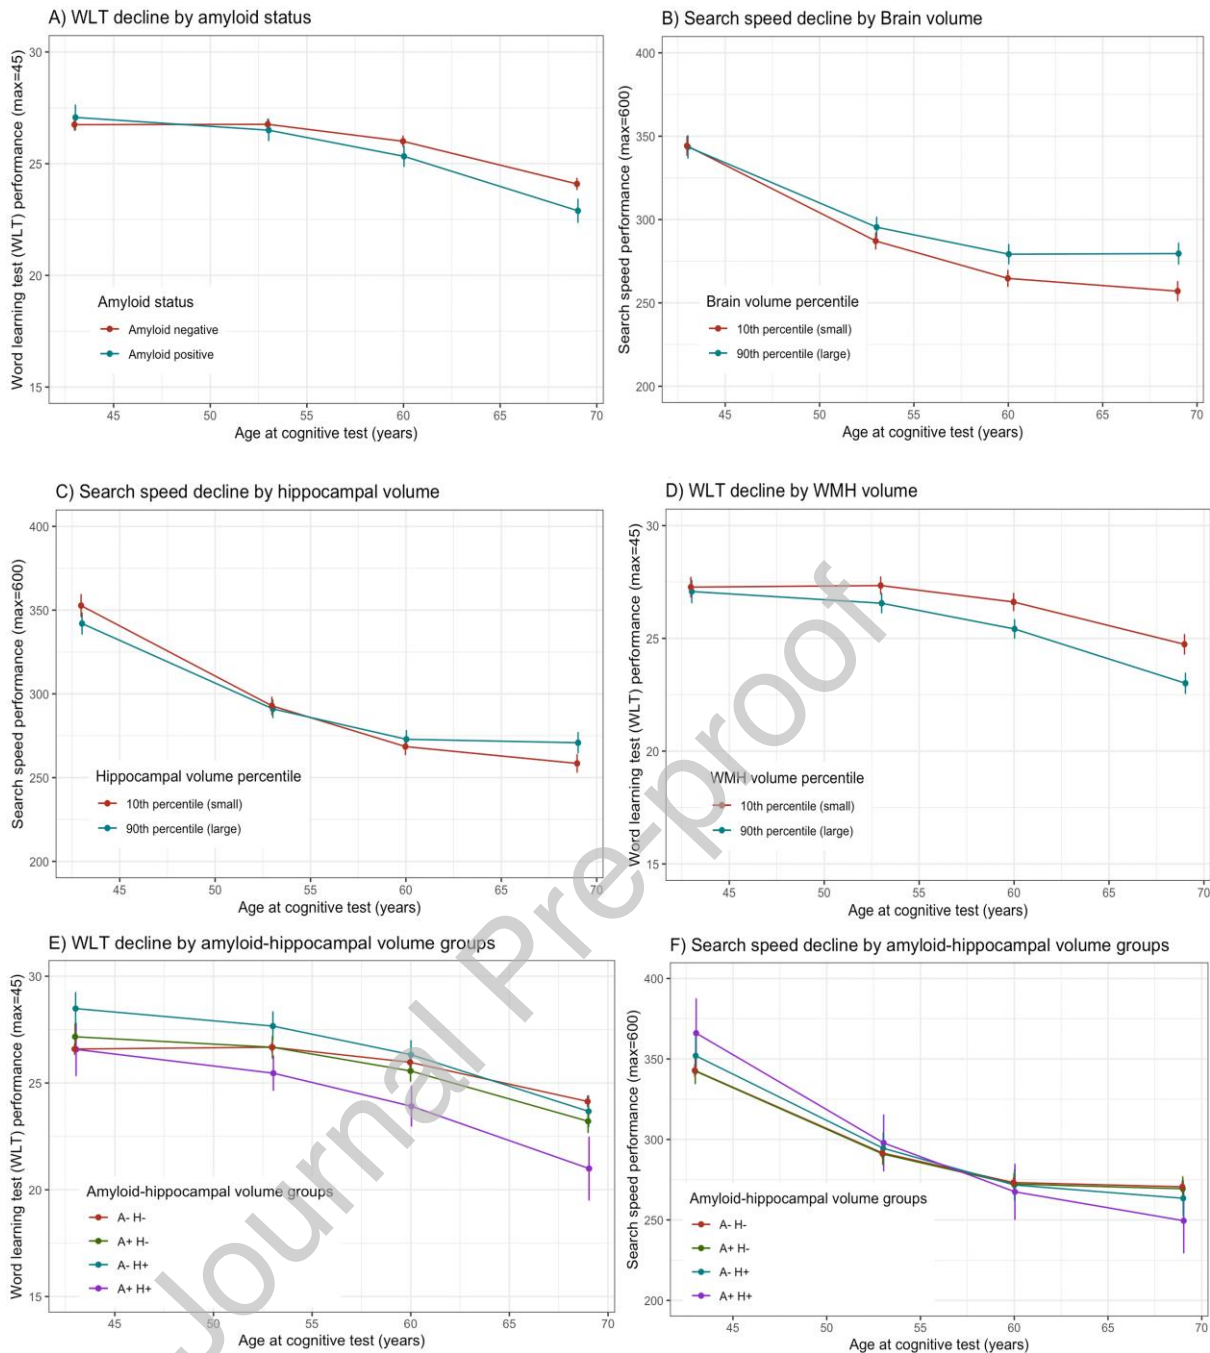 A) WLT decline by amyloid status
Word learning test (WLT) performance (max=45)
30
25
20
15
Amyloid status
Amyloid negative
Amyloid positive
45 50 55 60 65 70
Age at cognitive test (years)
B) Search speed decline by Brain volume
Search speed performance (max=600)
400
350
300
250
200
Brain volume percentile
10th percentile (small)
90th percentile (large)
45 50 55 60 65 70
Age at cognitive test (years)
C) Search speed decline by hippocampal volume
Search speed performance (max=600)
400
350
300
250
200
Hippocampal volume percentile
10th percentile (small)
90th percentile (large)
45 50 55 60 65 70
Age at cognitive test (years)
D) WLT decline by WMH volume
Word learning test (WLT) performance (max=45)
30
25
20
15
WMH volume percentile
10th percentile (small)
90th percentile (large)
45 50 55 60 65 70
Age at cognitive test (years)
E) WLT decline by amyloid-hippocampal volume groups
Word learning test (WLT) performance (max=45)
30
25
20
15
Amyloid-hippocampal volume groups
A- H-
A+ H-
A- H+
A+ H+
45 50 55 60 65 70
Age at cognitive test (years)
F) Search speed decline by amyloid-hippocampal volume groups
Search speed performance (max=600)
400
350
300
250
200
Amyloid-hippocampal volume groups
A- H-
A+ H-
A- H+
A+ H+
45 50 55 60 65 70
Age at cognitive test (years)
Journal Pre-proof